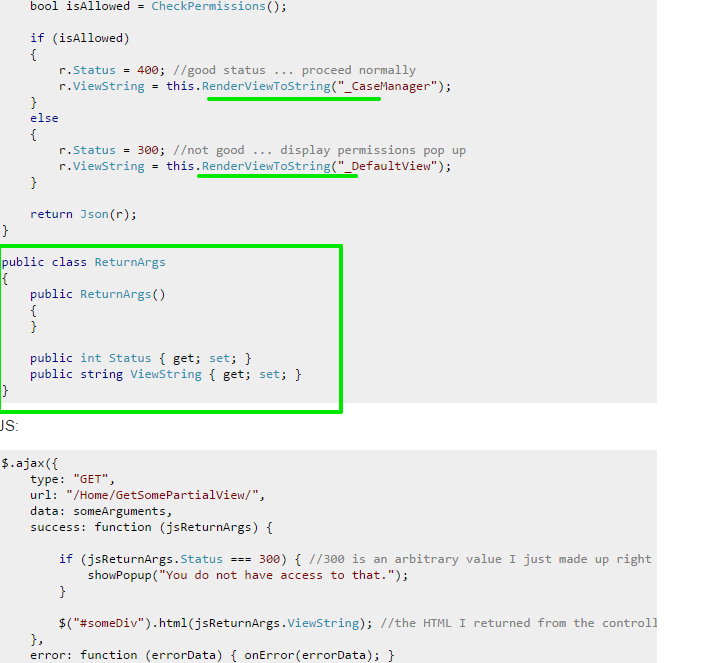 bool isAllowed = CheckPermissions();
if (isAllowed)
{
r.Status = 400; //good status ... proceed normally
r.ViewString = this.RenderViewToString("_CaseManager");
}
else
{
r.Status = 300; //not good ... display permissions pop up
r.ViewString = this.RenderViewToString("_DefaultView");
}
return Json(r);
}
public class ReturnArgs
{
public ReturnArgs()
{
}
public int Status { get; set; }
public string ViewString { get; set; }
}
JS:
$.ajax({
type: "GET",
url: "/Home/GetSomePartialView/",
data: someArguments,
success: function (jsReturnArgs) {
if (jsReturnArgs.Status === 300) { //300 is an arbitrary value I just made up right
showPopup("You do not have access to that.");
}
$("#someDiv").html(jsReturnArgs.ViewString); //the HTML I returned from the controll
},
error: function (errorData) { onError(errorData); }